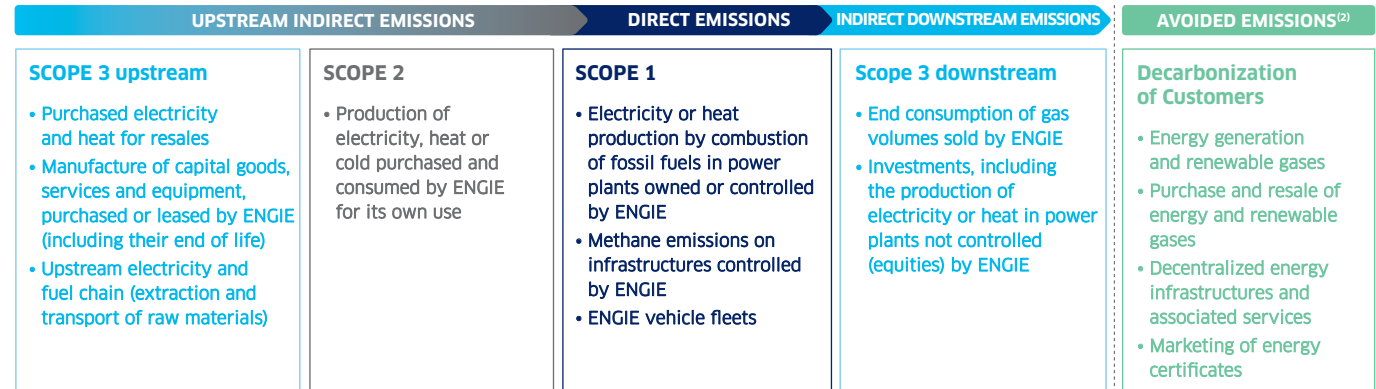 UPSTREAM INDIRECT EMISSIONS
DIRECT EMISSIONS
INDIRECT DOWNSTREAM EMISSIONS
AVOIDED EMISSIONS(2)
SCOPE 3 upstream
• Purchased electricity
and heat for resales
• Manufacture of capital goods,
services and equipment,
purchased or leased by ENGIE
(including their end of life)
• Upstream electricity and
fuel chain (extraction and
transport of raw materials)
SCOPE 2
• Production of
electricity, heat or
cold purchased and
consumed by ENGIE
for its own use
SCOPE 1
• Electricity or heat
production by combustion
of fossil fuels in power
plants owned or controlled
by ENGIE
• Methane emissions on
infrastructures controlled
by ENGIE
• ENGIE vehicle fleets
Scope 3 downstream
• End consumption of gas
volumes sold by ENGIE
• Investments, including
the production of
electricity or heat in power
plants not controlled
(equities) by ENGIE
Decarbonization
of Customers
• Energy generation
and renewable gases
• Purchase and resale of
energy and renewable
gases
• Decentralized energy
infrastructures and
associated services
• Marketing of energy
certificates